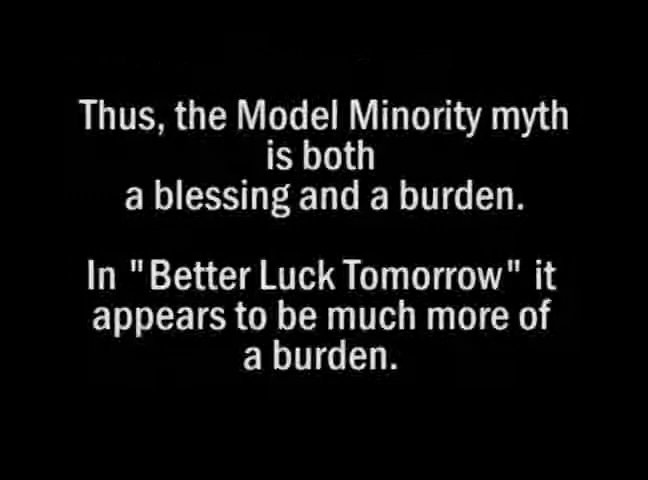 Thus, the Model Minority myth
is both
a blessing and a burden.
In "Better Luck Tomorrow" it
appears to be much more of
a burden.